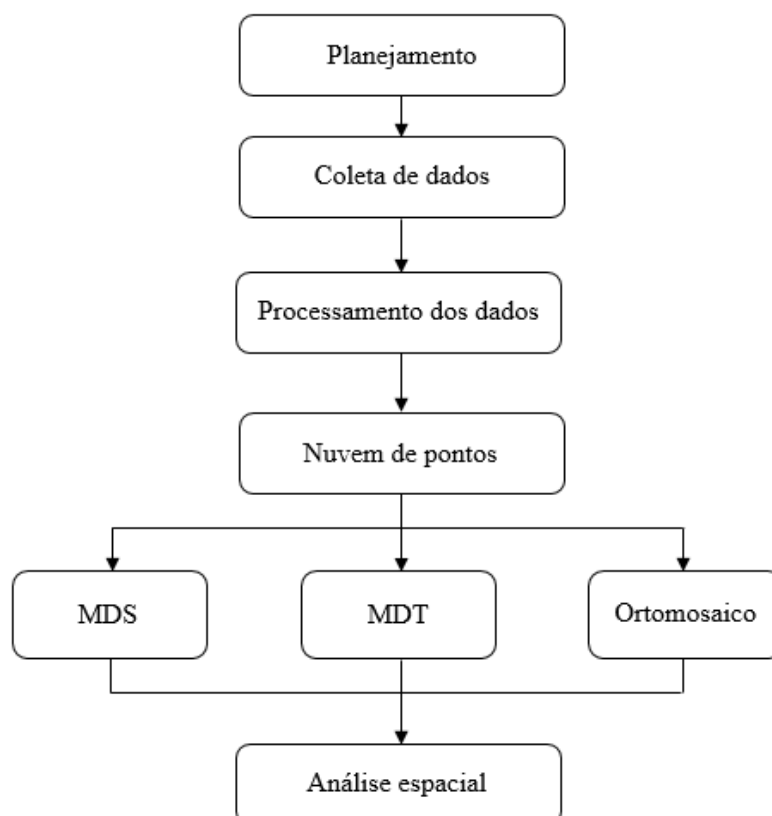 Planejamento
Coleta de dados
Processamento dos dados
Nuvem de pontos
MDS
MDT
Ortomosaico
Análise espacial